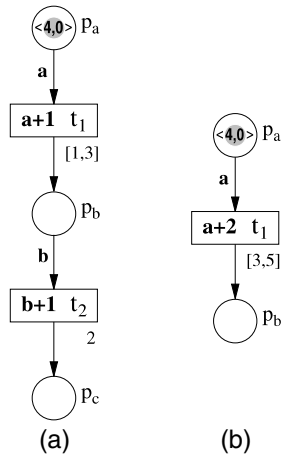 <4,0> pa
a
a+1 t1
[1,3]
pb
b
b+1 t2
2
pc
(a)
<4,0> pa
a
a+2 t1
[3,5]
pb
(b)